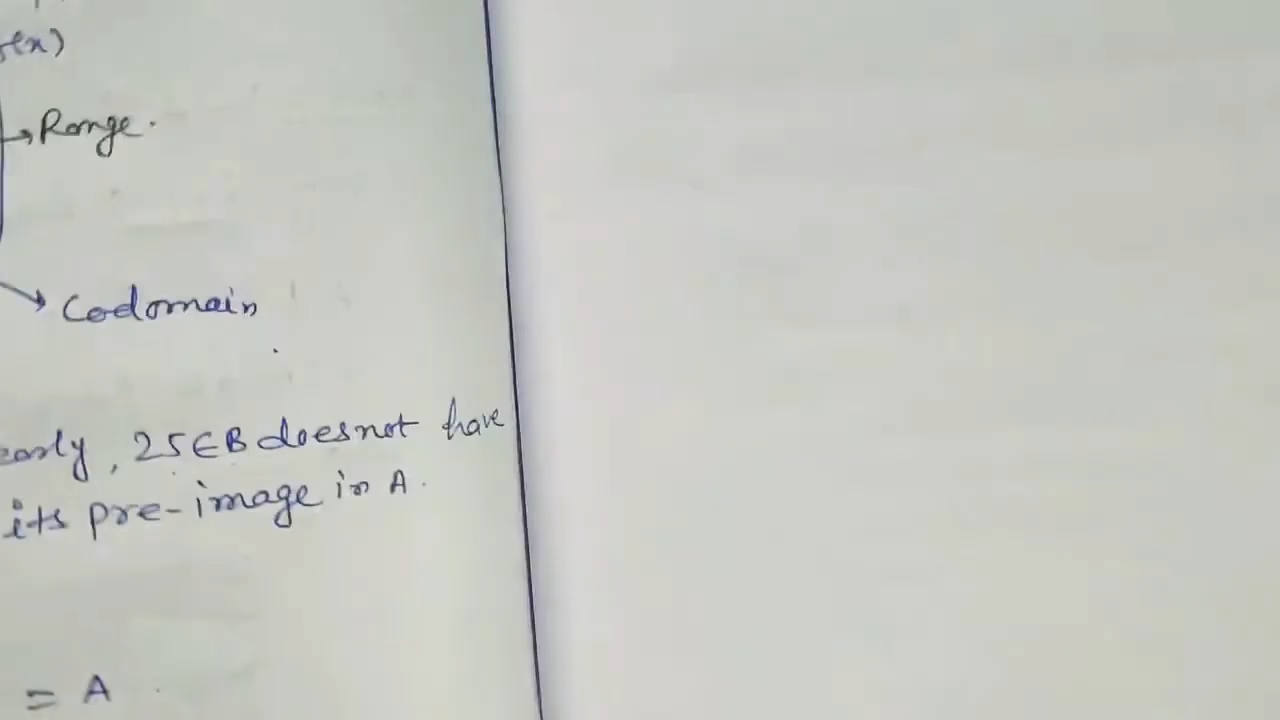 f(x)
→Range.
→ Codomain
early, 25∈B doesnot have
its pre-image in A.
= A